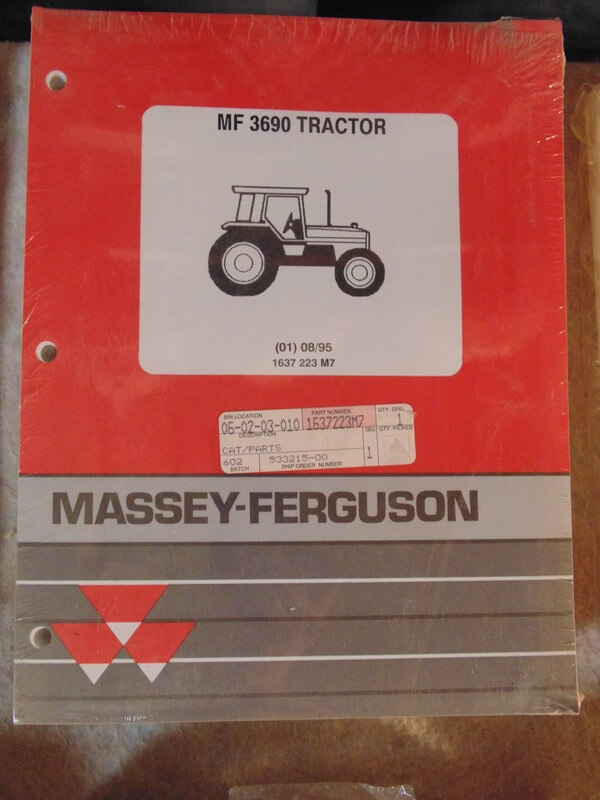 MF 3690 TRACTOR
(01) 08/95
1637 223 M7
BIN LOCATION PART NUMBER QTY. ORD.
06-02-03-010 1637223M7 1
DESCRIPTION SEQ QTY. PICKED
CAT/PARTS 1
602 533215-00
BATCH SHIP ORDER NUMBER
MASSEY-FERGUSON